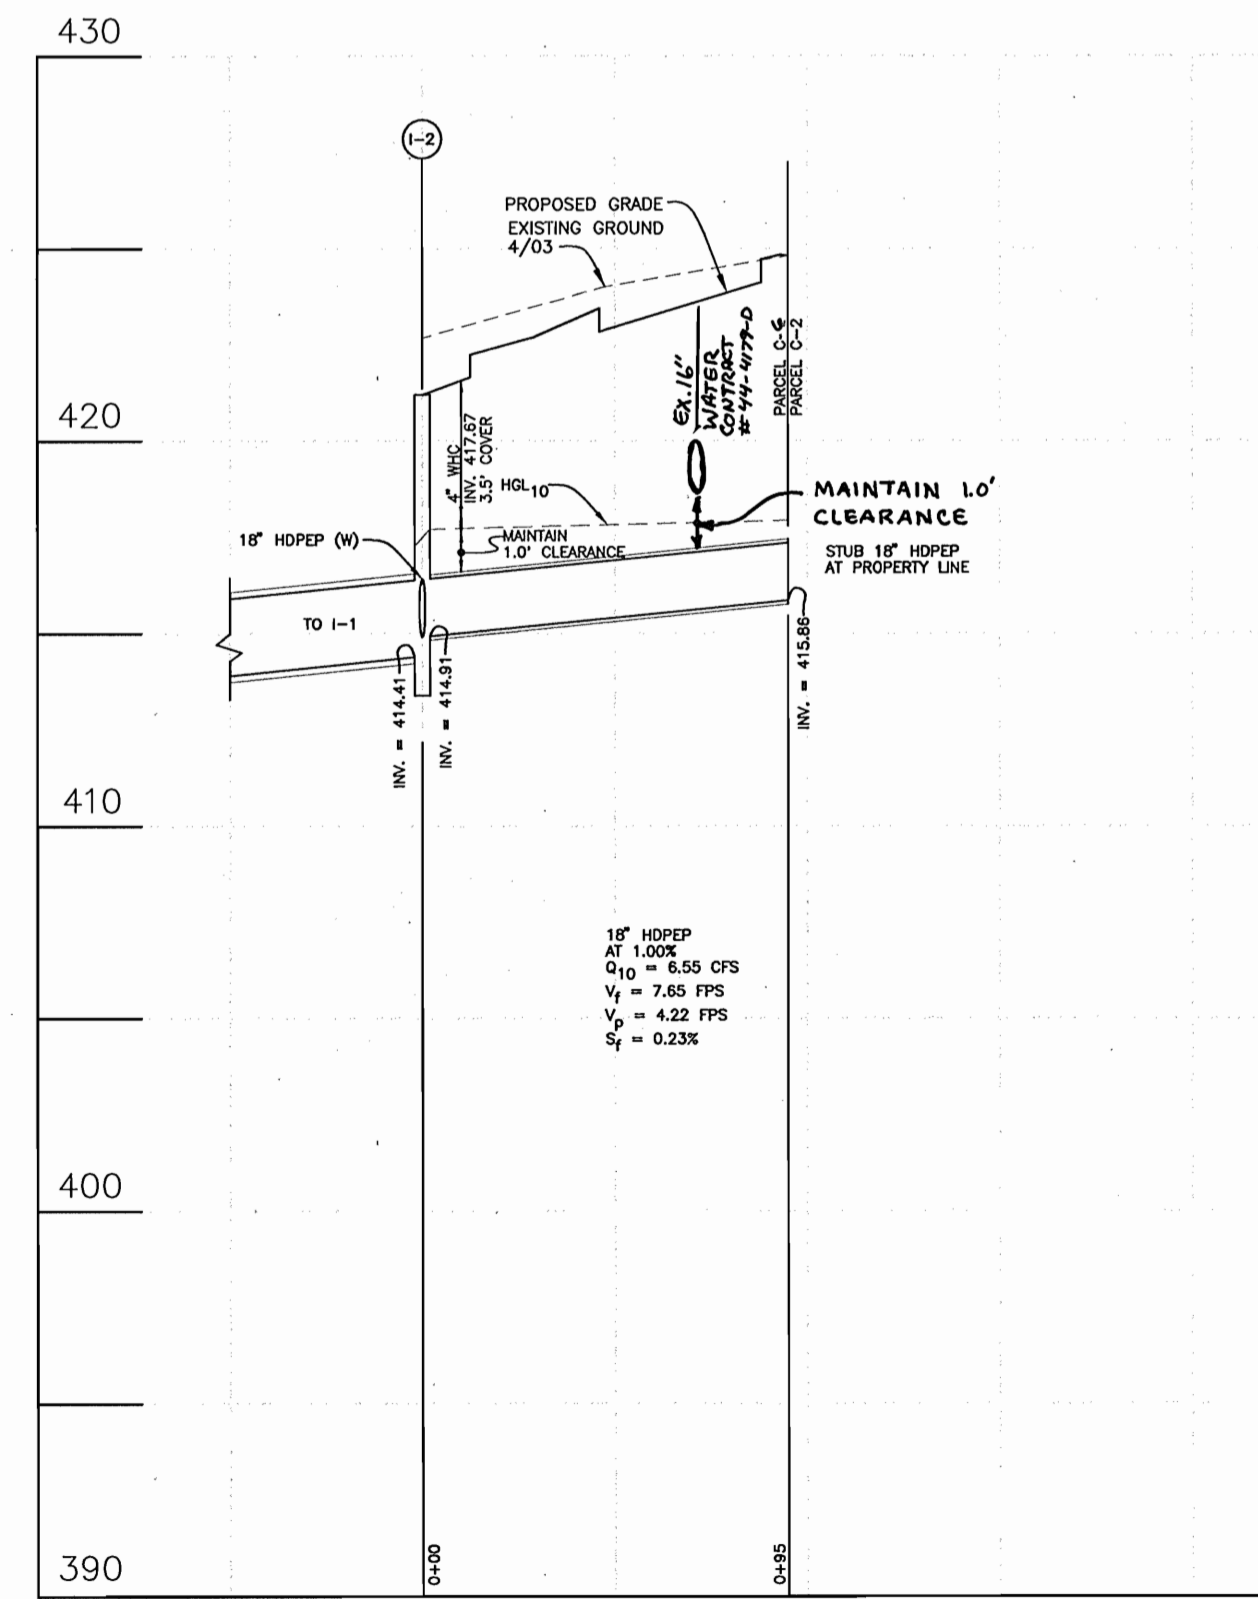 430
I-2
PROPOSED GRADE
EXISTING GROUND
4/03
EX.16"
WATER
CONTRACT
#44-4179-D
PARCEL C-6
PARCEL C-2
420
4" WHC
INV. 417.67
3.5' COVER
HGL10
MAINTAIN 1.0'
CLEARANCE
18" HDPEP (W)
MAINTAIN
1.0' CLEARANCE
STUB 18" HDPEP
AT PROPERTY LINE
TO I-1
INV. = 414.41
INV. = 414.91
INV. = 415.86
410
18" HDPEP
AT 1.00%
Q10 = 6.55 CFS
Vf = 7.65 FPS
Vp = 4.22 FPS
Sf = 0.23%
400
390
0+00
0+95